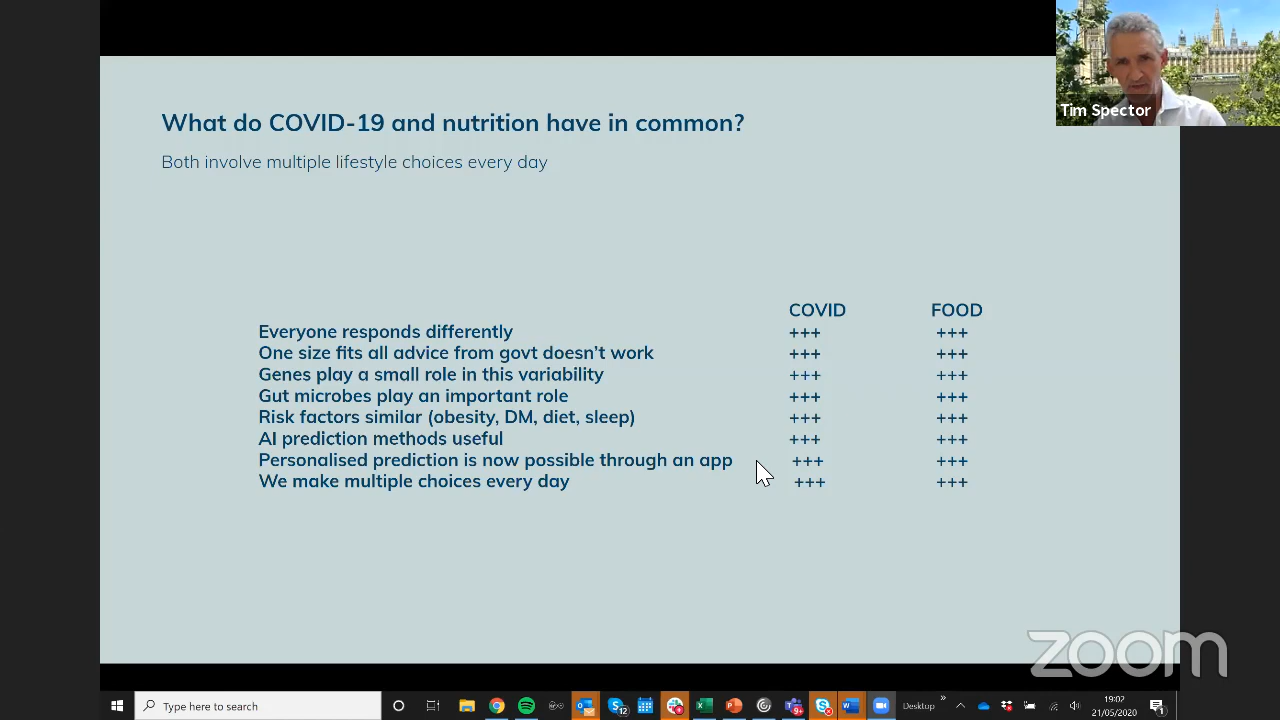 What do COVID-19 and nutrition have in common?
Tim Spector
Both involve multiple lifestyle choices every day
COVID FOOD
Everyone responds differently +++ +++
One size fits all advice from govt doesn't work +++ +++
Genes play a small role in this variability +++ +++
Gut microbes play an important role +++ +++
Risk factors similar (obesity, DM, diet, sleep) +++ +++
AI prediction methods useful +++ +++
Personalised prediction is now possible through an app +++ +++
We make multiple choices every day +++ +++
zoom
Type here to search
12
9+
Desktop
19:02
21/05/2020